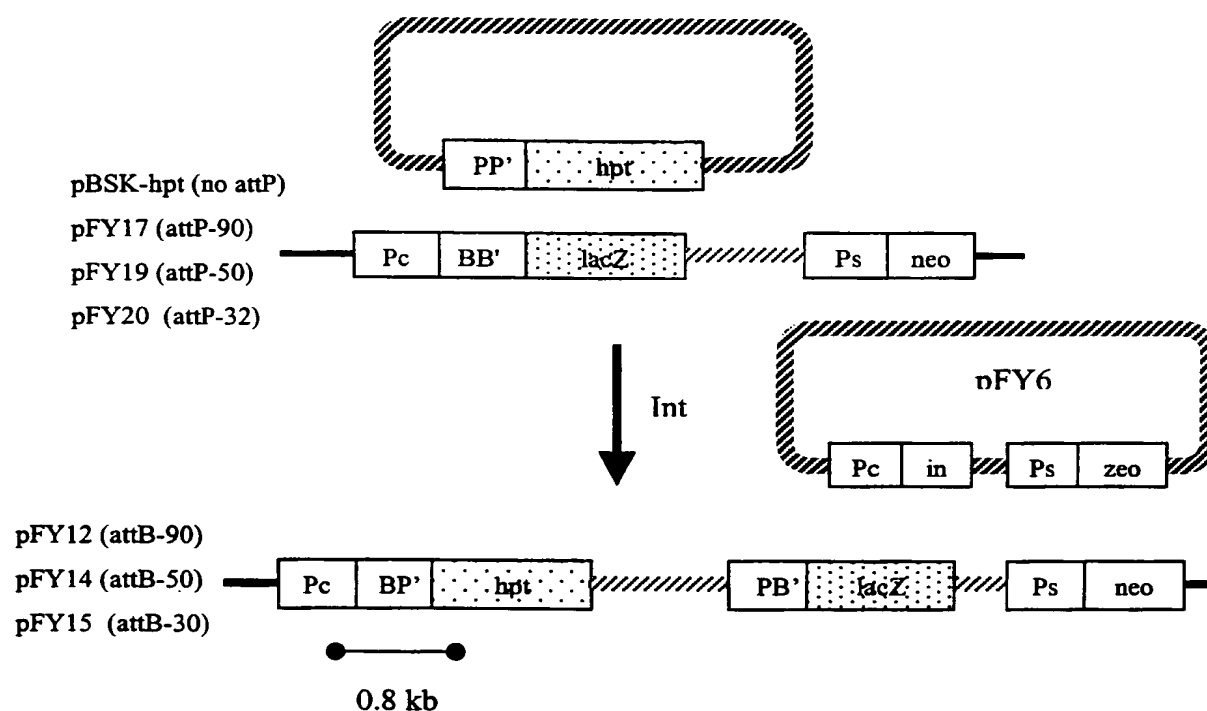 PP' hpt
pBSK-hpt (no attP)
pFY17 (attP-90)
pFY19 (attP-50)
pFY20 (attP-32)
Pc BB' lacZ Ps neo
Int
pFY6
Pc in Ps zeo
pFY12 (attB-90)
pFY14 (attB-50)
pFY15 (attB-30)
Pc BP' hpt PB' lacZ Ps neo
0.8 kb